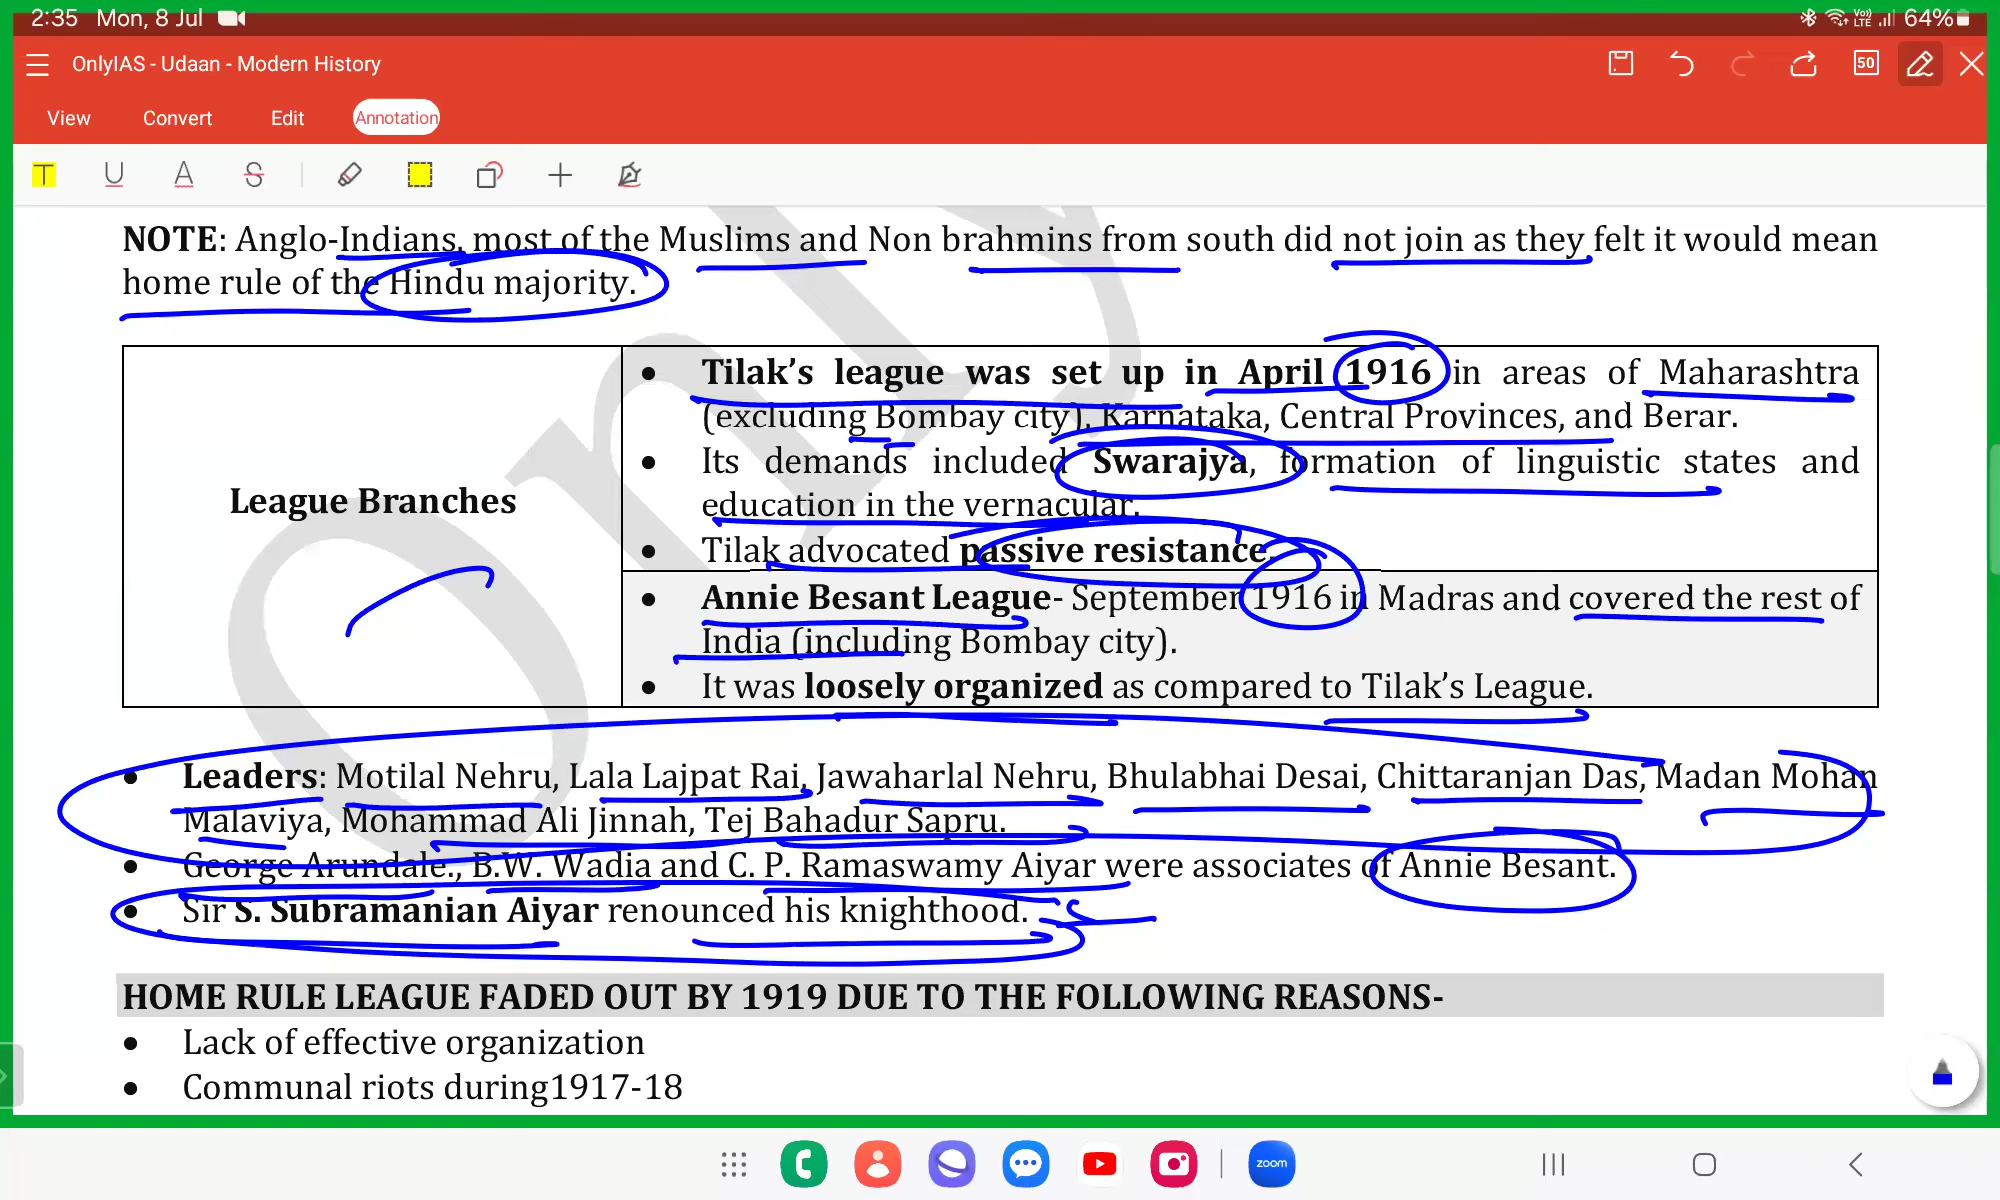 2:35 Mon, 8 Jul 64%
OnlyIAS - Udaan - Modern History 50
View Convert Edit Annotation
T U A S
NOTE: Anglo-Indians, most of the Muslims and Non brahmins from south did not join as they felt it would mean
home rule of the Hindu majority.
League Branches
• Tilak's league was set up in April 1916 in areas of Maharashtra
(excluding Bombay city), Karnataka, Central Provinces, and Berar.
• Its demands included Swarajya, formation of linguistic states and
education in the vernacular.
• Tilak advocated passive resistance.
• Annie Besant League- September 1916 in Madras and covered the rest of
India (including Bombay city).
• It was loosely organized as compared to Tilak's League.
• Leaders: Motilal Nehru, Lala Lajpat Rai, Jawaharlal Nehru, Bhulabhai Desai, Chittaranjan Das, Madan Mohan
Malaviya, Mohammad Ali Jinnah, Tej Bahadur Sapru.
• George Arundale., B.W. Wadia and C. P. Ramaswamy Aiyar were associates of Annie Besant.
• Sir S. Subramanian Aiyar renounced his knighthood.
HOME RULE LEAGUE FADED OUT BY 1919 DUE TO THE FOLLOWING REASONS-
• Lack of effective organization
• Communal riots during1917-18
zoom